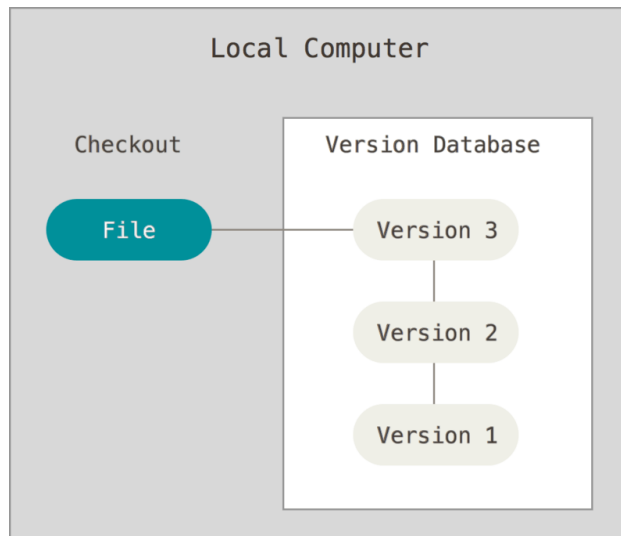 Local Computer
Checkout
Version Database
File
Version 3
Version 2
Version 1